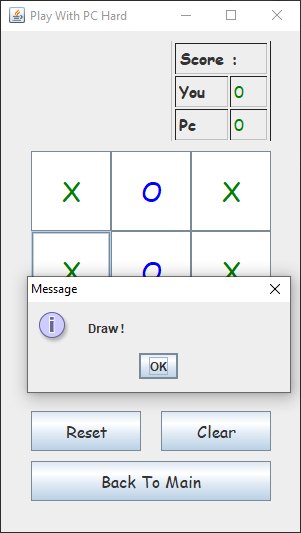 Play With PC Hard
Score :
You 0
Pc 0
X O X
X O X
Message
Draw!
OK
Reset Clear
Back To Main